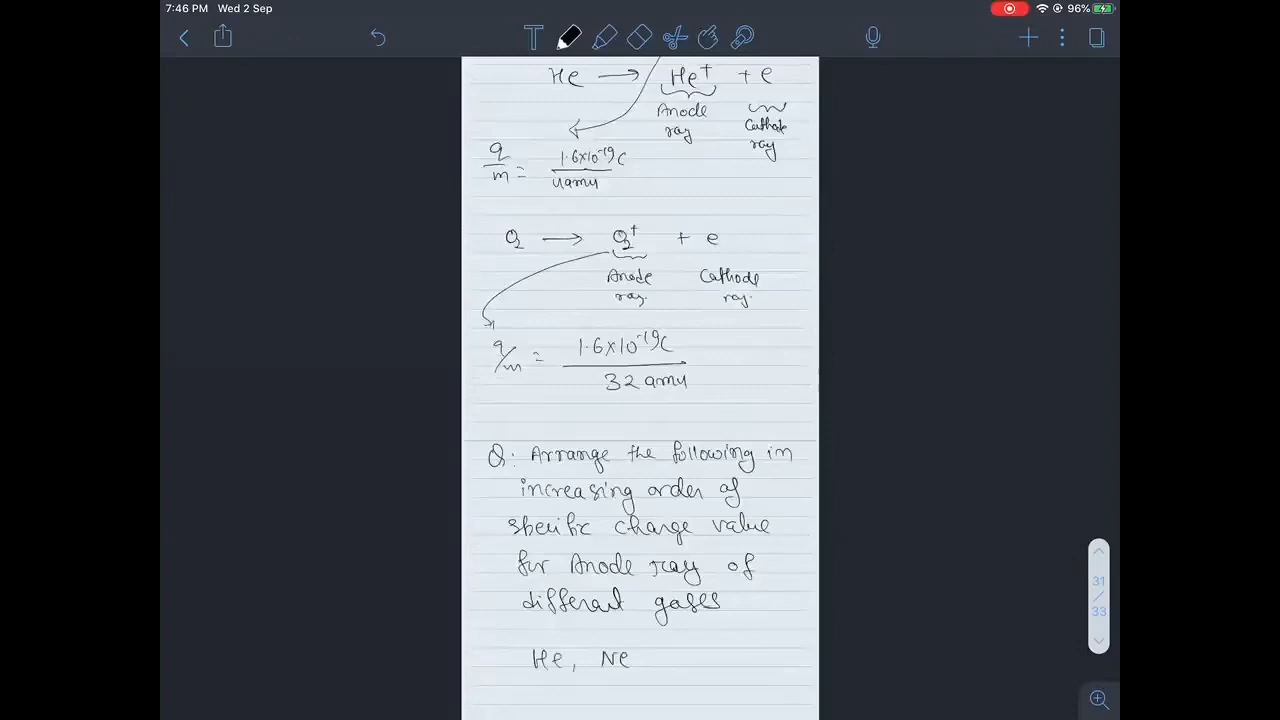 7:46 PM Wed 2 Sep
96%
T
He → He⁺ + e
Anode ray
Cathode ray
q/m = 1.6×10⁻¹⁹C / 4amu
O₂ → O₂⁺ + e
Anode ray.
Cathode ray.
q/m = 1.6×10⁻¹⁹C / 32 amu
Q: Arrange the following in
increasing order of
specific charge value
for Anode ray of
different gases
He, Ne
31
/
33